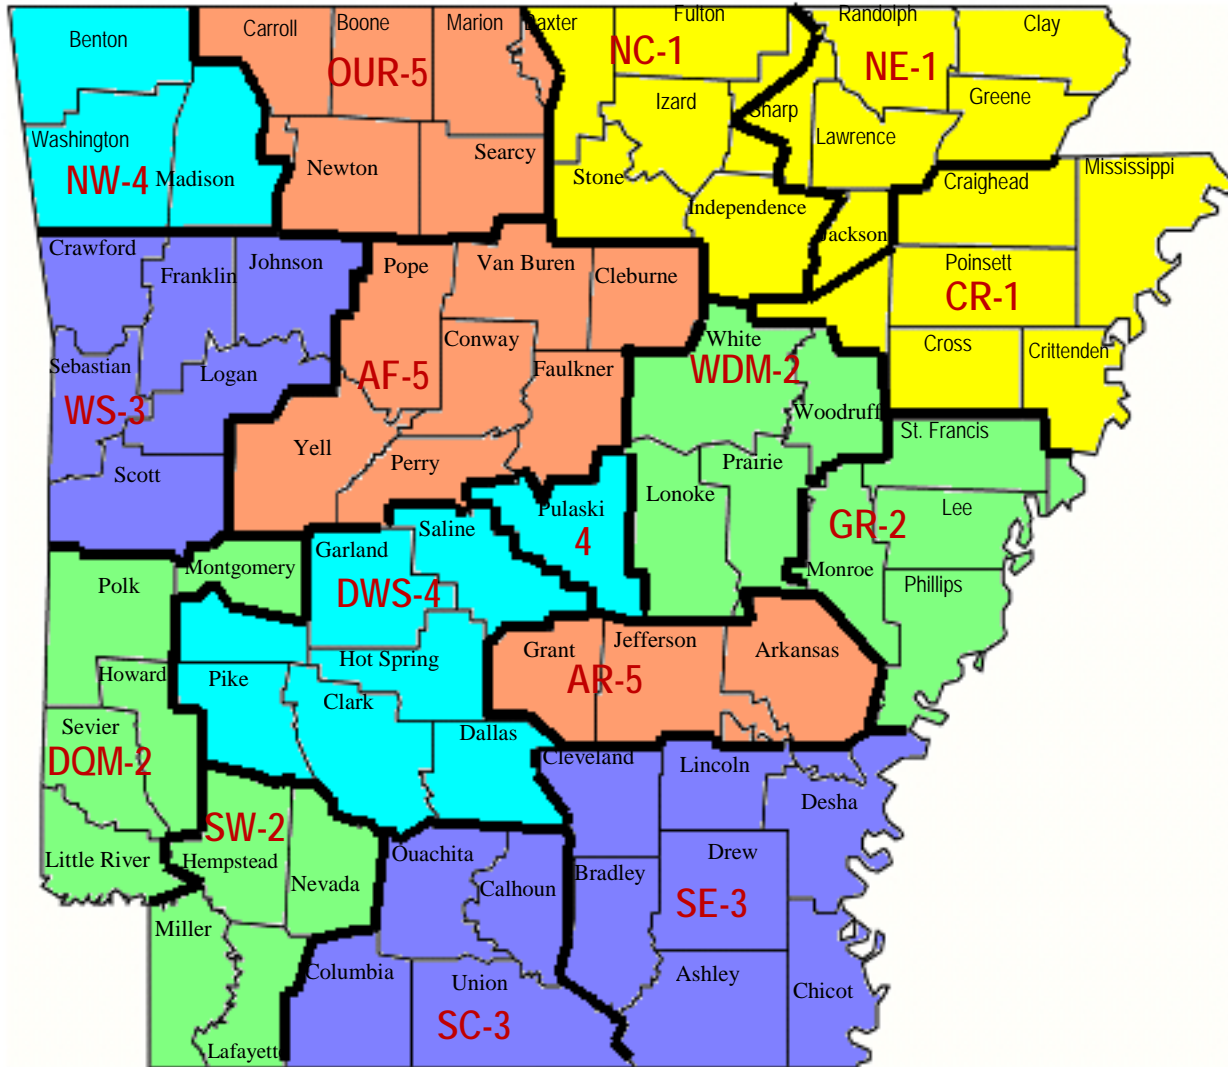 Benton
Carroll
Boone
Marion
Baxter
Fulton
Randolph
Clay
OUR-5
NC-1
NE-1
Izard
Sharp
Greene
Washington
Lawrence
NW-4
Madison
Newton
Searcy
Stone
Craighead
Mississippi
Independence
Jackson
Crawford
Franklin
Johnson
Pope
Van Buren
Cleburne
Poinsett
CR-1
Sebastian
Logan
Conway
White
Cross
Crittenden
WS-3
AF-5
Faulkner
WDM-2
Woodruff
St. Francis
Scott
Yell
Perry
Prairie
Lonoke
Lee
Pulaski
4
GR-2
Saline
Garland
Montgomery
Polk
DWS-4
Monroe
Phillips
Grant
Jefferson
Arkansas
Howard
Pike
Hot Spring
AR-5
Clark
Sevier
DQM-2
Dallas
Cleveland
Lincoln
Desha
SW-2
Little River
Hempstead
Nevada
Ouachita
Calhoun
Bradley
Drew
SE-3
Miller
Columbia
Union
Ashley
Chicot
SC-3
Lafayette